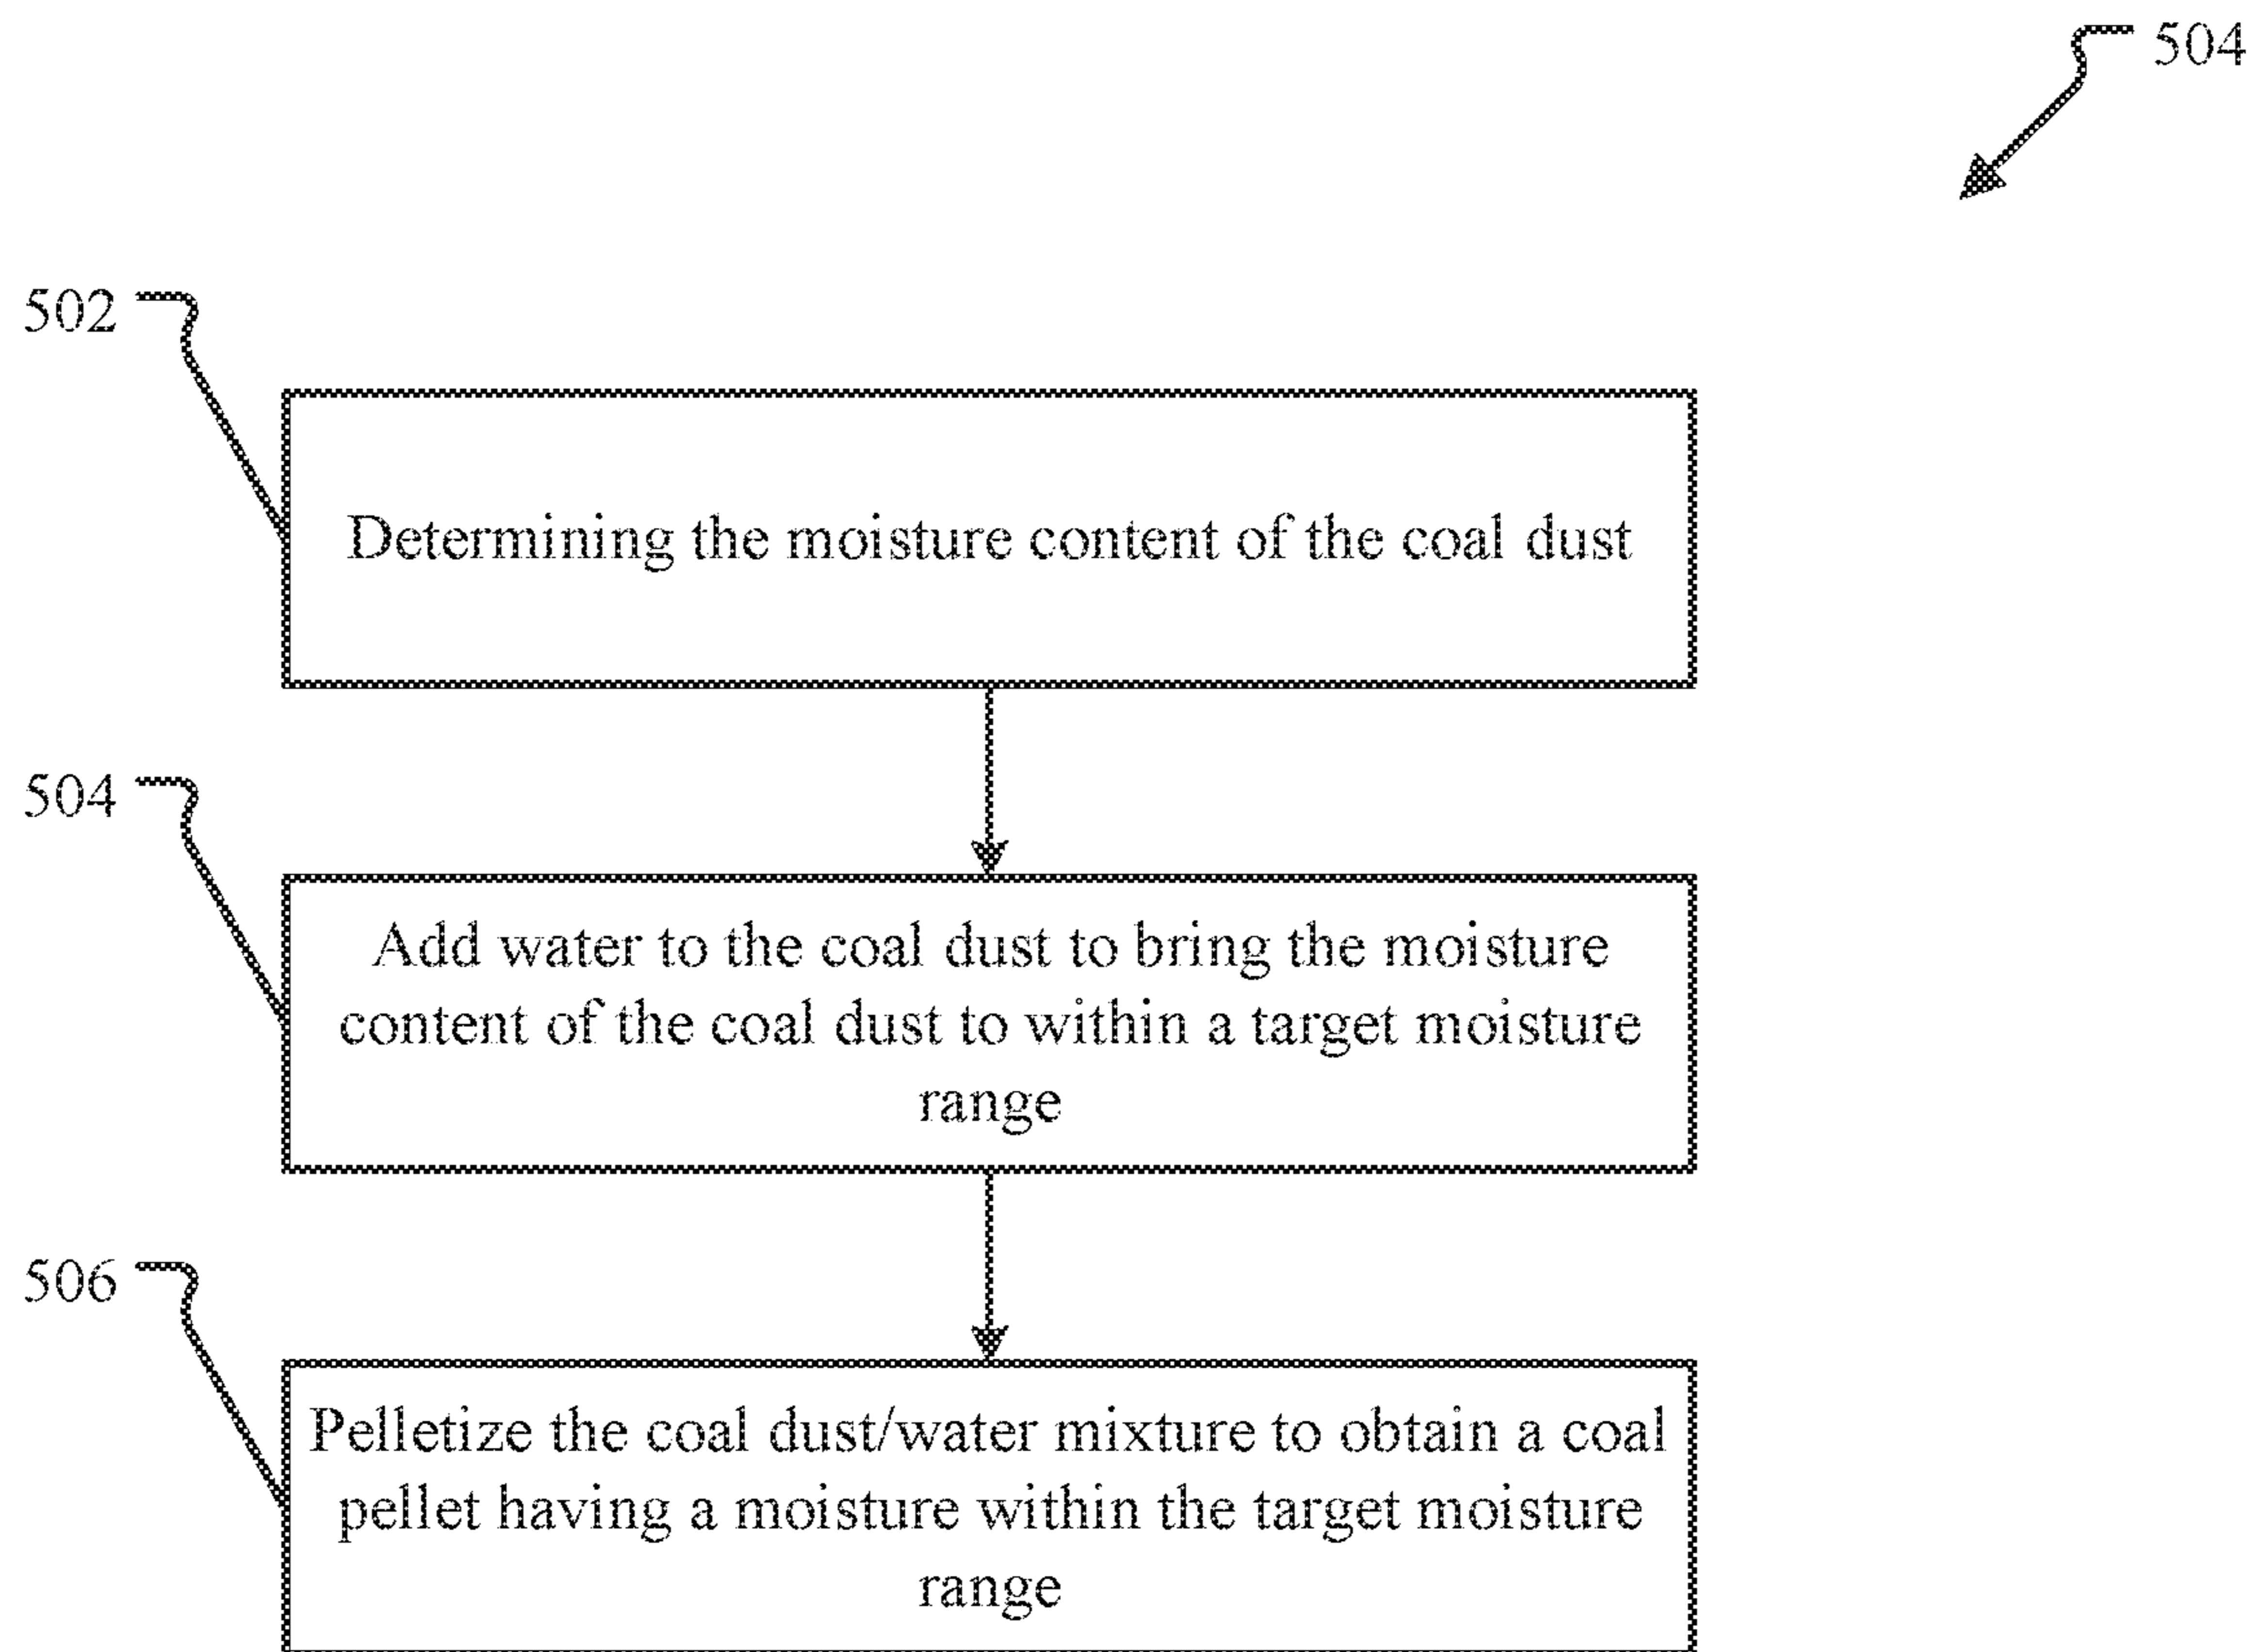 504
502
Determining the moisture content of the coal dust
504
Add water to the coal dust to bring the moisture
content of the coal dust to within a target moisture
range
506
Pelletize the coal dust/water mixture to obtain a coal
pellet having a moisture within the target moisture
range